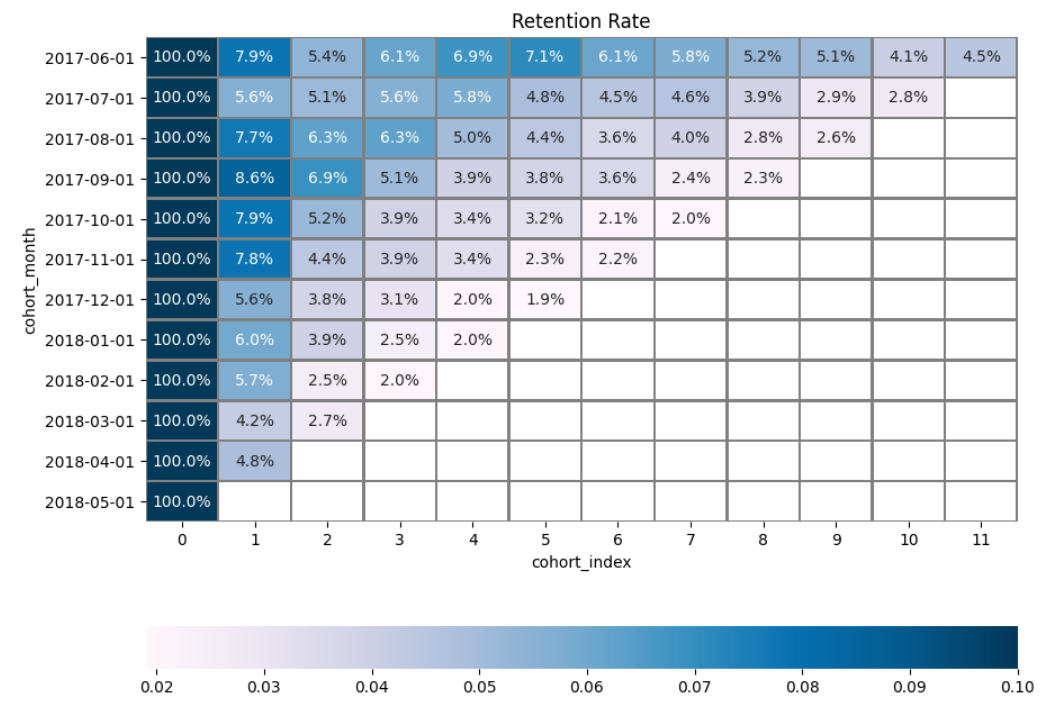 Retention Rate
cohort_month
2017-06-01 100.0% 7.9% 5.4% 6.1% 6.9% 7.1% 6.1% 5.8% 5.2% 5.1% 4.1% 4.5%
2017-07-01 100.0% 5.6% 5.1% 5.6% 5.8% 4.8% 4.5% 4.6% 3.9% 2.9% 2.8%
2017-08-01 100.0% 7.7% 6.3% 6.3% 5.0% 4.4% 3.6% 4.0% 2.8% 2.6%
2017-09-01 100.0% 8.6% 6.9% 5.1% 3.9% 3.8% 3.6% 2.4% 2.3%
2017-10-01 100.0% 7.9% 5.2% 3.9% 3.4% 3.2% 2.1% 2.0%
2017-11-01 100.0% 7.8% 4.4% 3.9% 3.4% 2.3% 2.2%
2017-12-01 100.0% 5.6% 3.8% 3.1% 2.0% 1.9%
2018-01-01 100.0% 6.0% 3.9% 2.5% 2.0%
2018-02-01 100.0% 5.7% 2.5% 2.0%
2018-03-01 100.0% 4.2% 2.7%
2018-04-01 100.0% 4.8%
2018-05-01 100.0%
0 1 2 3 4 5 6 7 8 9 10 11
cohort_index
0.02 0.03 0.04 0.05 0.06 0.07 0.08 0.09 0.10